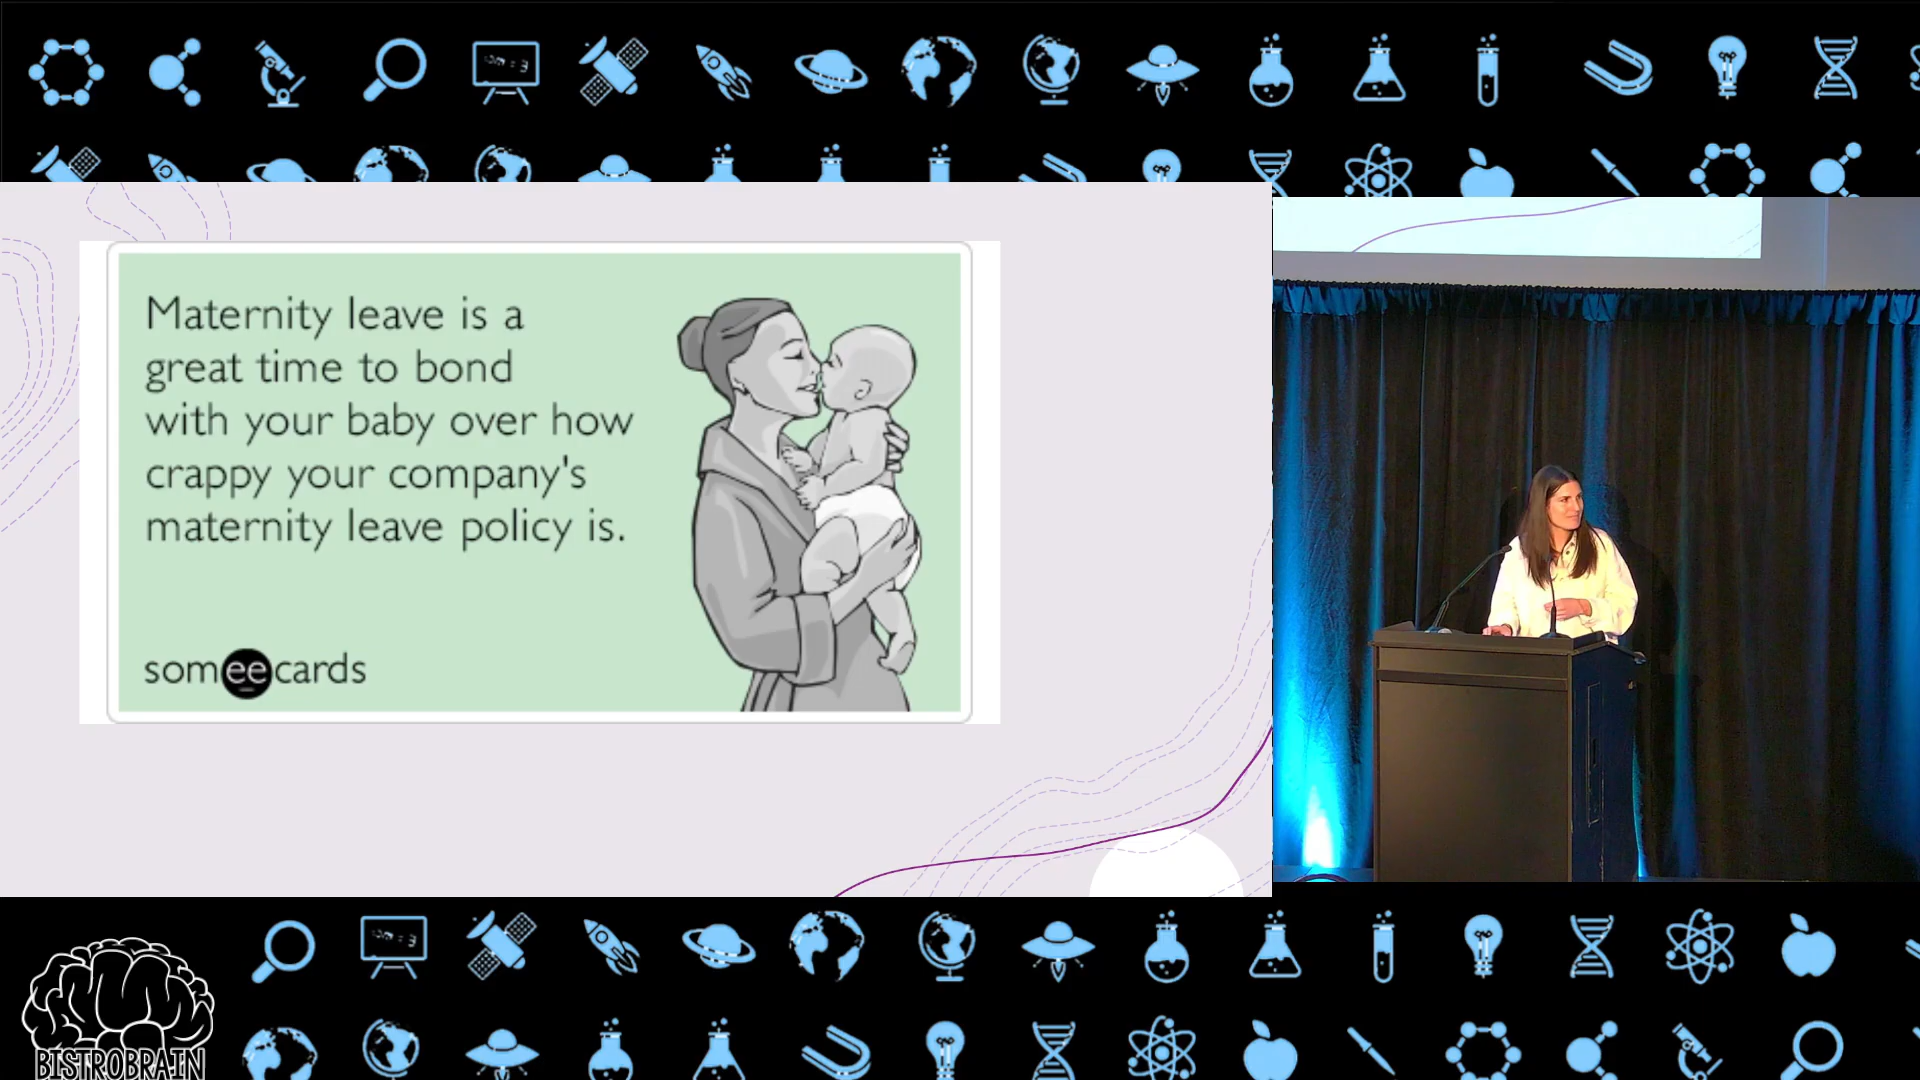 Maternity leave is a
great time to bond
with your baby over how
crappy your company's
maternity leave policy is.
someecards
BISTROBRAIN